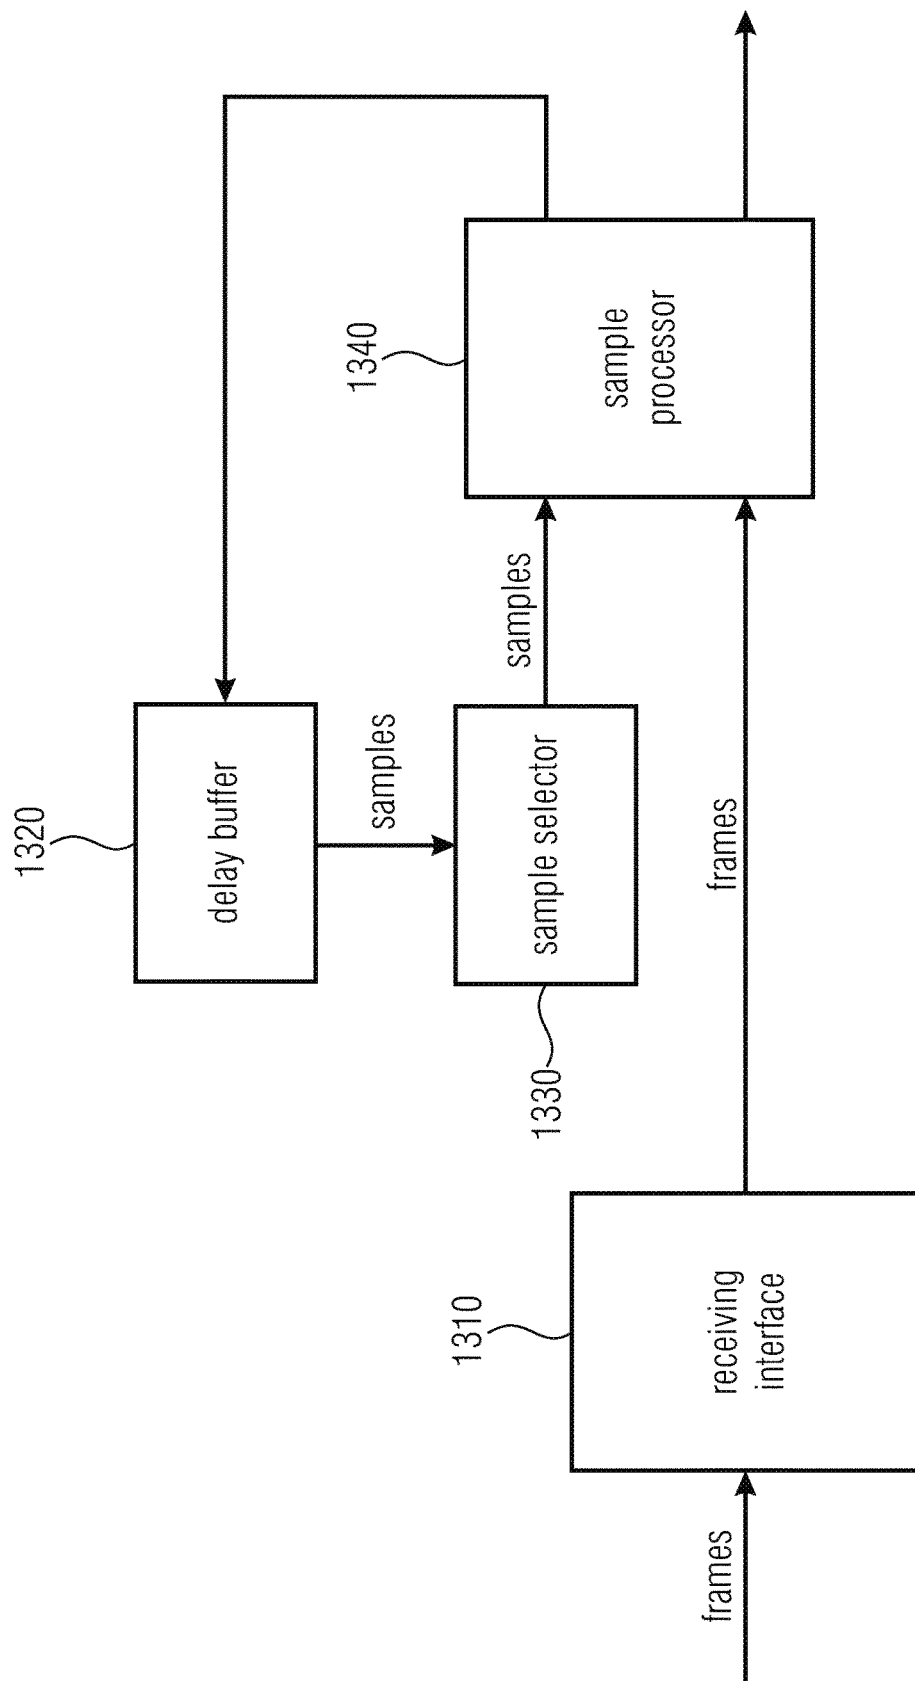 frames
1310
receiving
interface
frames
1320
delay buffer
samples
1330
sample selector
samples
1340
sample
processor